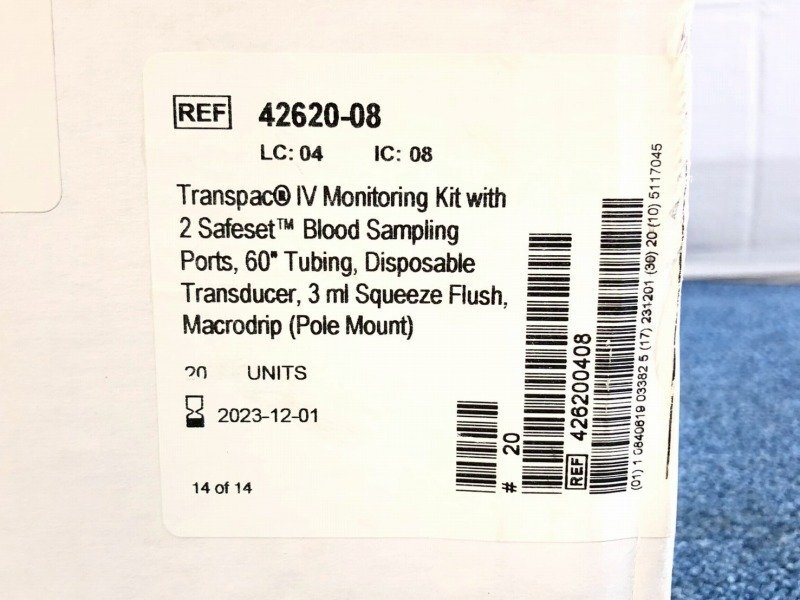 REF 42620-08
LC: 04 IC: 08
Transpac® IV Monitoring Kit with
2 Safeset™ Blood Sampling
Ports, 60" Tubing, Disposable
Transducer, 3 ml Squeeze Flush,
Macrodrip (Pole Mount)
20 UNITS
2023-12-01
14 of 14
# 20
REF 426200408
(01) 1 0840619 03382 5 (17) 231201 (30) 20 (10) 5117045